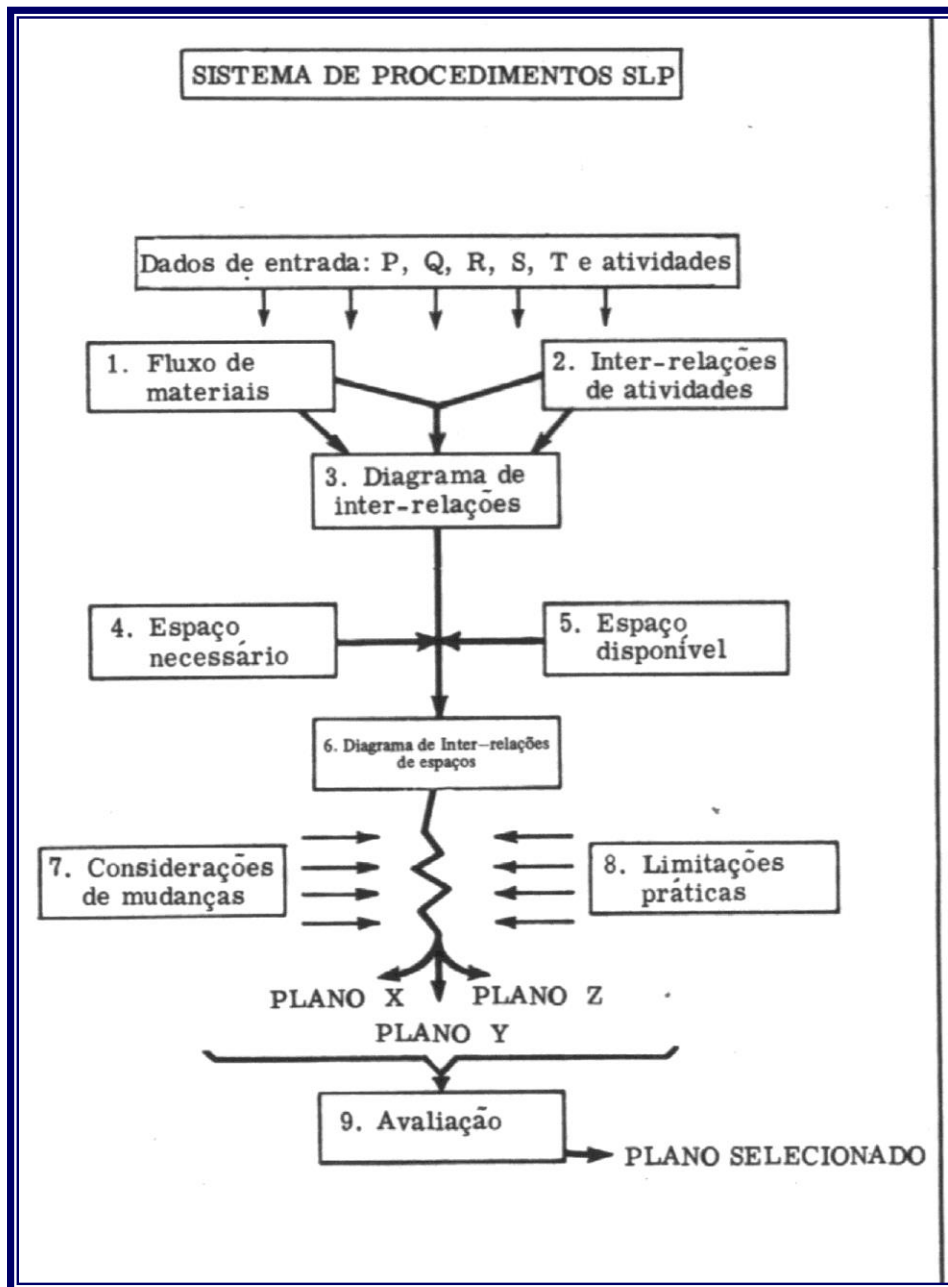 SISTEMA DE PROCEDIMENTOS SLP
Dados de entrada: P, Q, R, S, T e atividades
1. Fluxo de
materiais
2. Inter-relações
de atividades
3. Diagrama de
inter-relações
4. Espaço
necessário
5. Espaço
disponível
6. Diagrama de Inter-relações
de espaços
7. Considerações
de mudanças
8. Limitações
práticas
PLANO X
PLANO Z
PLANO Y
9. Avaliação
PLANO SELECIONADO